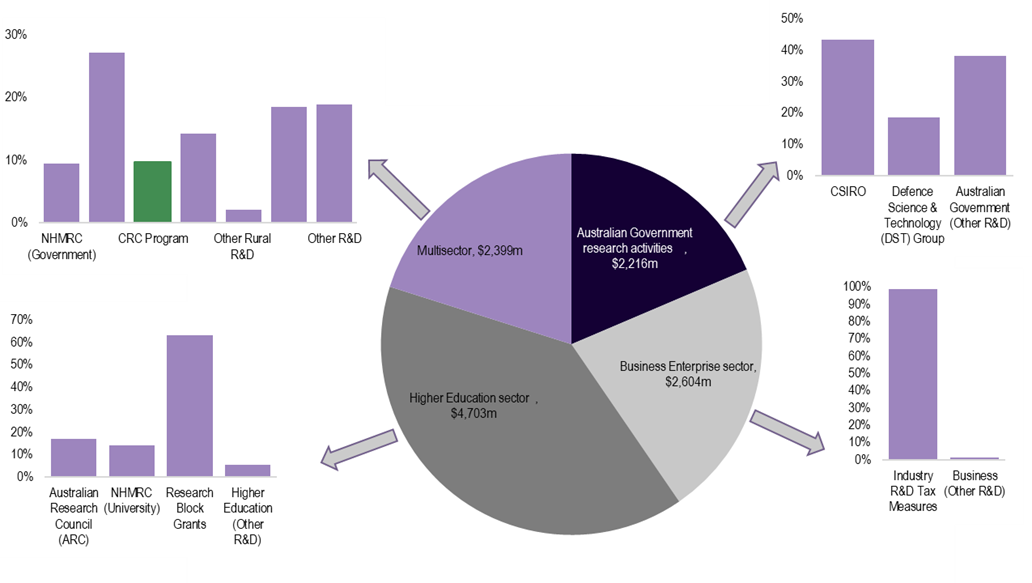 30%
20%
10%
0%
NHMRC
(Government)
CRC Program
Other Rural
R&D
Other R&D
50%
40%
30%
20%
10%
0%
CSIRO
Defence
Science &
Technology
(DST) Group
Australian
Government
(Other R&D)
Multisector, $2,399m
Australian Government
research activities ,
$2,216m
Business Enterprise sector,
$2,604m
Higher Education sector ,
$4,703m
70%
60%
50%
40%
30%
20%
10%
0%
Australian
Research
Council
(ARC)
NHMRC
(University)
Research
Block
Grants
Higher
Education
(Other
R&D)
100%
90%
80%
70%
60%
50%
40%
30%
20%
10%
0%
Industry
R&D Tax
Measures
Business
(Other R&D)